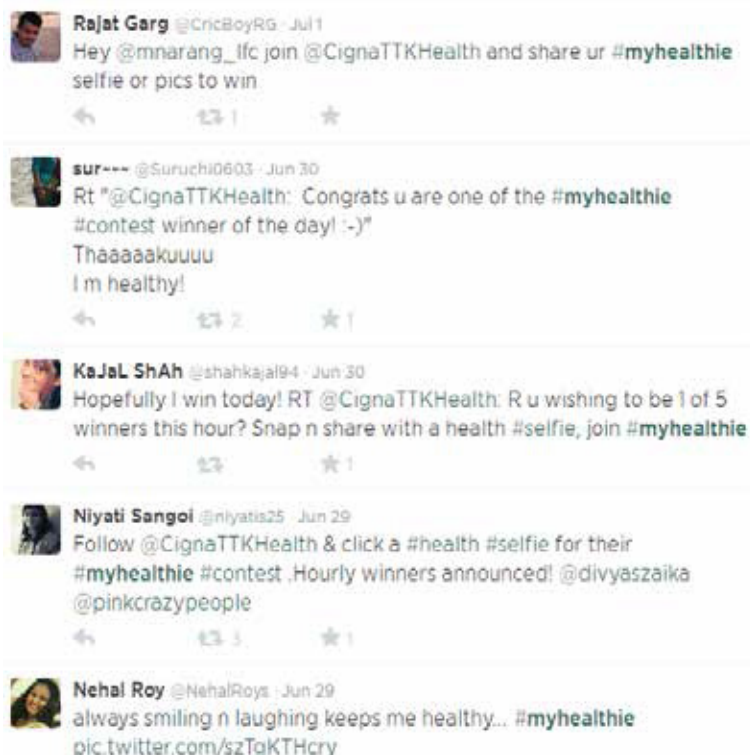 Rajat Garg @CricBoyRG · Jul 1
Hey @mnarang_lfc join @CignaTTKHealth and share ur #myhealthie
selfie or pics to win
1
sur--- @Suruchi0603 · Jun 30
Rt "@CignaTTKHealth: Congrats u are one of the #myhealthie
#contest winner of the day! :-)"
Thaaaaakuuuu
I m healthy!
2 1
KaJaL ShAh @shahkajal94 · Jun 30
Hopefully I win today! RT @CignaTTKHealth: R u wishing to be 1 of 5
winners this hour? Snap n share with a health #selfie, join #myhealthie
1
Niyati Sangoi @niyatis25 · Jun 29
Follow @CignaTTKHealth & click a #health #selfie for their
#myhealthie #contest .Hourly winners announced! @divyaszaika
@pinkcrazypeople
3 1
Nehal Roy @NehalRoys · Jun 29
always smiling n laughing keeps me healthy... #myhealthie
pic.twitter.com/szTqKTHcry